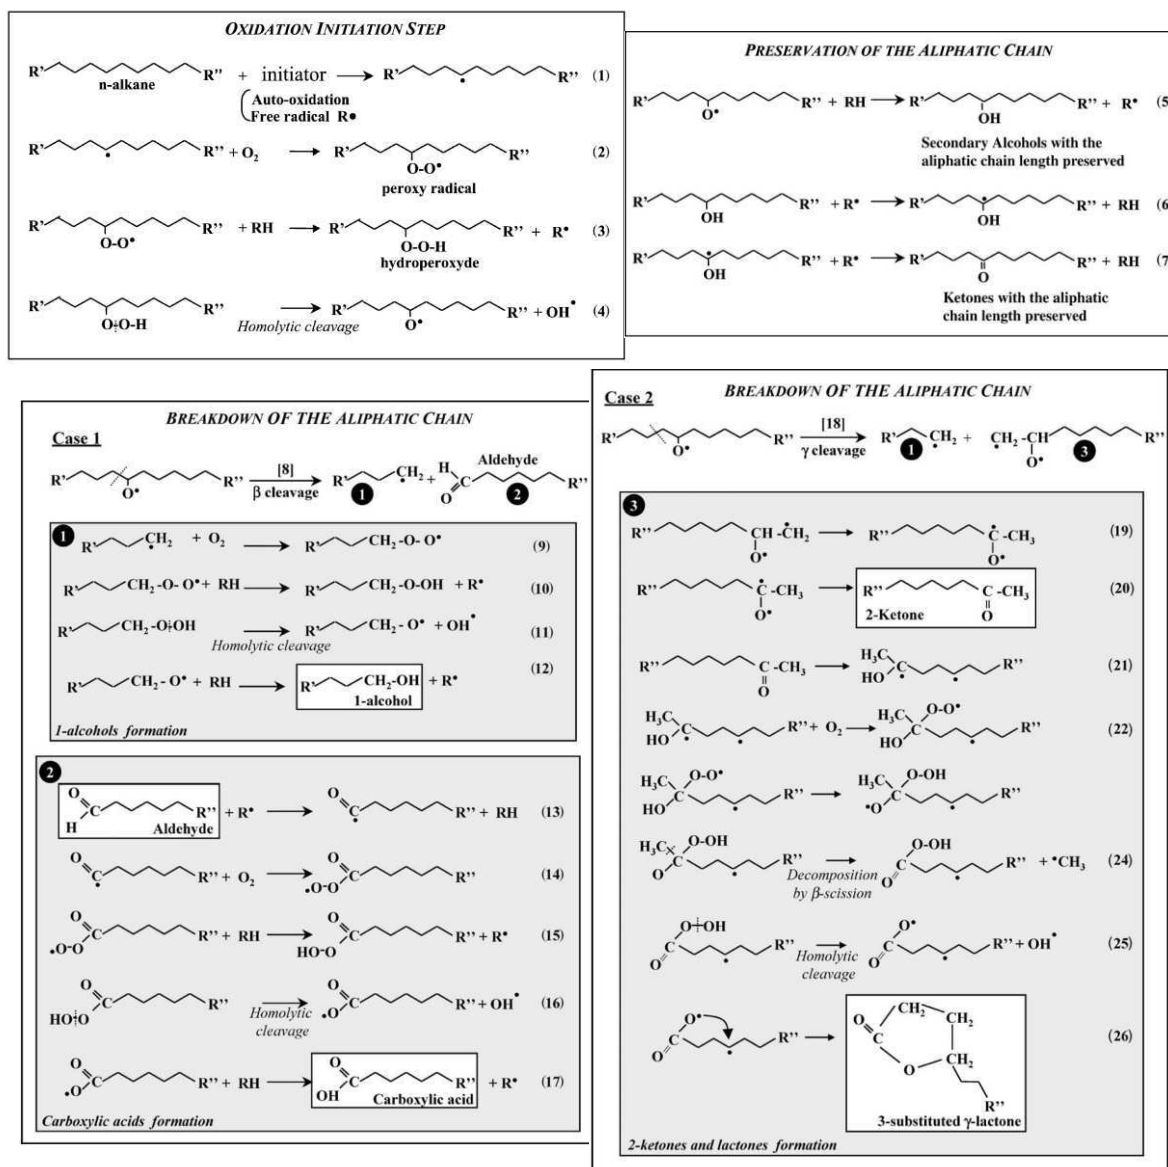 OXIDATION INITIATION STEP
R' R'' + initiator R' R'' (1)
n-alkane
Auto-oxidation
Free radical R•
R' R'' + O2 R' R'' (2)
O-O•
peroxy radical
R' R'' + RH R' R'' + R• (3)
O-O• O-O-H
hydroperoxyde
R' R'' R'' + OH• (4)
O-O-H Homolytic cleavage O•
PRESERVATION OF THE ALIPHATIC CHAIN
R' R'' + RH R' R'' + R• (5
O• OH
Secondary Alcohols with the
aliphatic chain length preserved
R' R'' + R• R' R'' + RH (6
OH OH
R' R'' + R• R' R'' + RH (7
OH O
Ketones with the aliphatic
chain length preserved
BREAKDOWN OF THE ALIPHATIC CHAIN
Case 1
R' R'' [8] R' CH2 + H Aldehyde
O• β cleavage 1 O C 2 R''
1
R' CH2 + O2 R' CH2-O-O• (9)
R' CH2-O-O• + RH R' CH2-O-OH + R• (10)
R' CH2-O-OH R' CH2-O• + OH• (11)
Homolytic cleavage
R' CH2-O• + RH R' CH2-OH + R• (12)
1-alcohol
1-alcohols formation
2
O O
C R'' + R• C R'' + RH (13)
H Aldehyde
O O
C R'' + O2 •O-O C R'' (14)
O O
•O-O C R'' + RH HO-O C R'' + R• (15)
O O
HO-O C R'' •O C R'' + OH• (16)
Homolytic
cleavage
O O
•O C R'' + RH OH C R'' + R• (17)
Carboxylic acid
Carboxylic acids formation
BREAKDOWN OF THE ALIPHATIC CHAIN
Case 2
R' R'' [18] R' CH2 + CH2-CH R''
O• γ cleavage 1 O• 3
3
R'' CH-CH2 R'' C-CH3 (19)
O• O•
R'' C-CH3 R'' C-CH3 (20)
O• 2-Ketone O
R'' C-CH3 H3C C R'' (21)
O HO
H3C C R'' + O2 H3C C O-O• R'' (22)
HO HO
H3C C O-O• R'' H3C C O-OH R''
HO •O
H3C C O-OH R'' O-OH C R'' + •CH3 (24)
O Decomposition O
by β-scission
O-OH O•
C R'' C R'' + OH• (25)
O Homolytic O
cleavage
O• CH2
C R'' O C CH2 (26)
O O CH2
R''
3-substituted γ-lactone
2-ketones and lactones formation